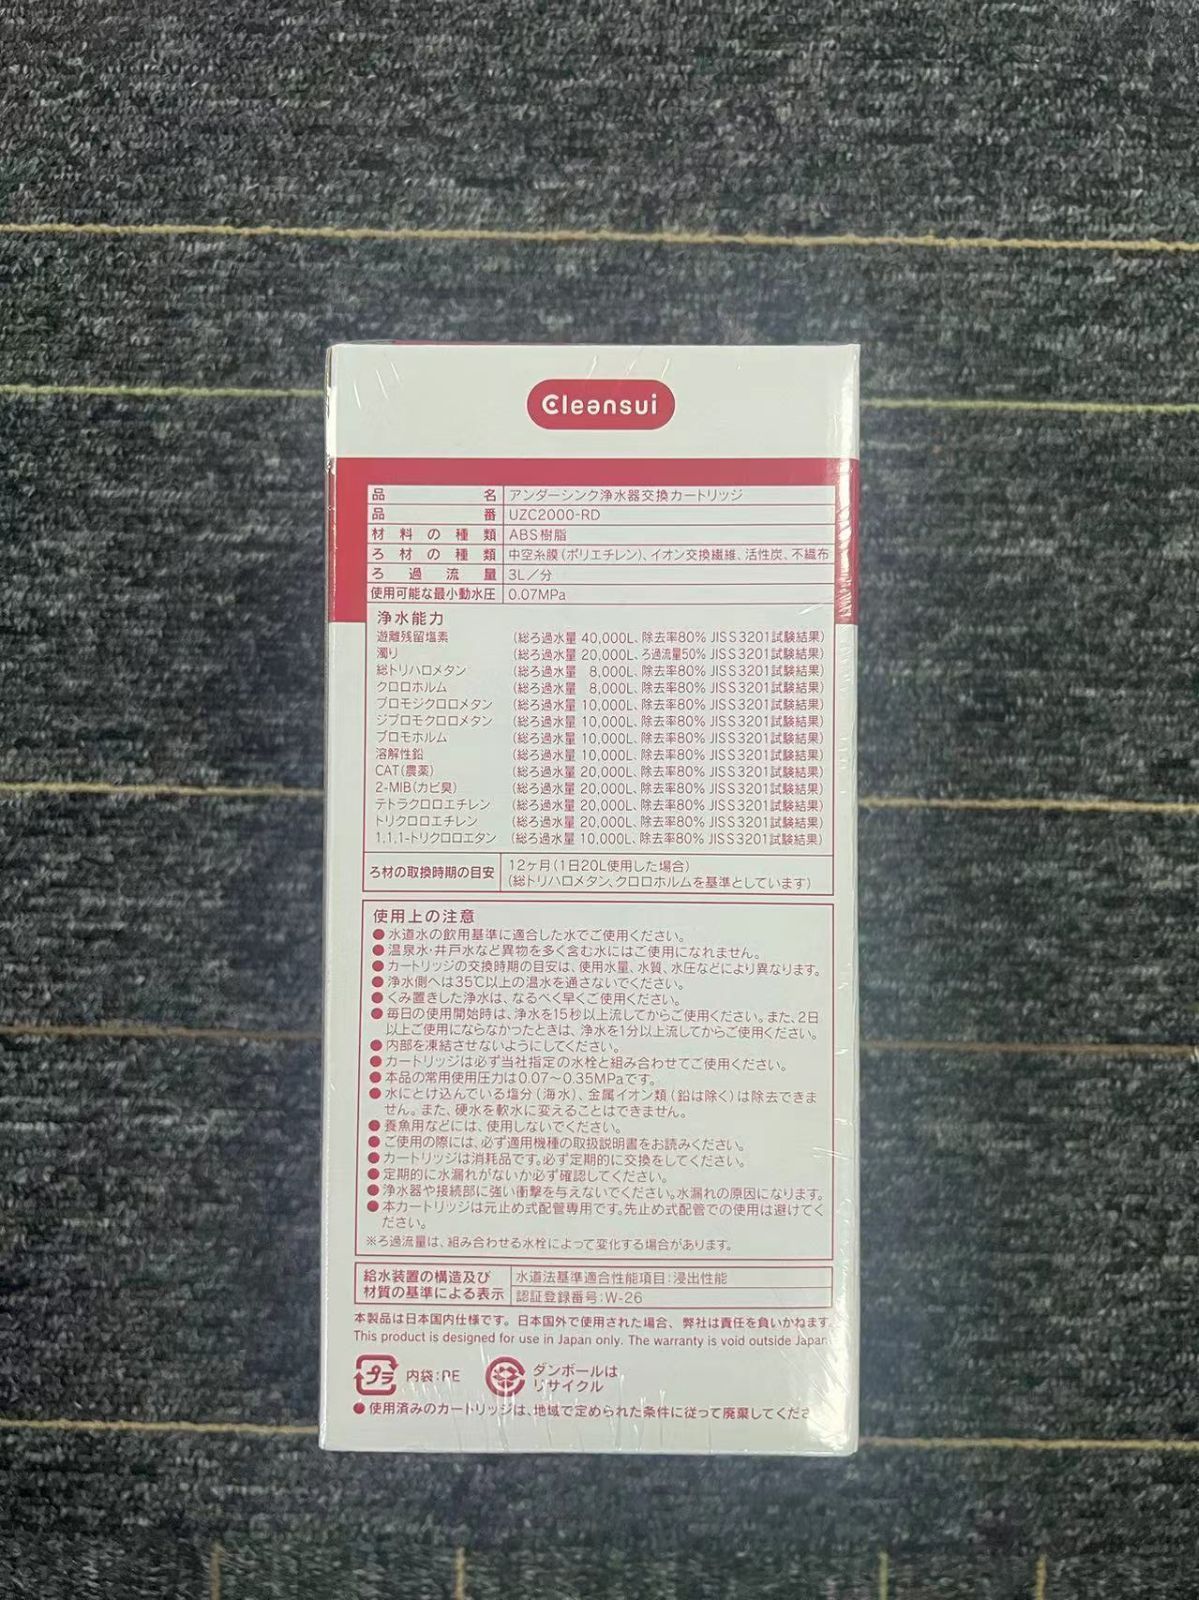 Cleansui
品名 アンダーシンク浄水器交換カートリッジ
品番 UZC2000-RD
材料の種類 ABS樹脂
ろ材の種類 中空糸膜(ポリエチレン)、イオン交換繊維、活性炭、不織布
ろ過流量 3L/分
使用可能な最小動水圧 0.07MPa
浄水能力
遊離残留塩素 (総ろ過水量 40,000L、除去率80% JISS3201試験結果)
濁り (総ろ過水量 20,000L、ろ過流量50% JISS3201試験結果)
総トリハロメタン (総ろ過水量 8,000L、除去率80% JISS3201試験結果)
クロロホルム (総ろ過水量 8,000L、除去率80% JISS3201試験結果)
ブロモジクロロメタン (総ろ過水量 10,000L、除去率80% JISS3201試験結果)
ジブロモクロロメタン (総ろ過水量 10,000L、除去率80% JISS3201試験結果)
ブロモホルム (総ろ過水量 10,000L、除去率80% JISS3201試験結果)
溶解性鉛 (総ろ過水量 10,000L、除去率80% JISS3201試験結果)
CAT(農薬) (総ろ過水量 20,000L、除去率80% JISS3201試験結果)
2-MIB(カビ臭) (総ろ過水量 20,000L、除去率80% JISS3201試験結果)
テトラクロロエチレン (総ろ過水量 20,000L、除去率80% JISS3201試験結果)
トリクロロエチレン (総ろ過水量 20,000L、除去率80% JISS3201試験結果)
1,1,1-トリクロロエタン (総ろ過水量 10,000L、除去率80% JISS3201試験結果)
ろ材の取換時期の目安 12ヶ月(1日20L使用した場合)
(総トリハロメタン、クロロホルムを基準としています)
使用上の注意
●水道水の飲用基準に適合した水でご使用ください。
●温泉水・井戸水など異物を多く含む水にはご使用になれません。
●カートリッジの交換時期の目安は、使用水量、水質、水圧などにより異なります。
●浄水側へは35℃以上の温水を通さないでください。
●くみ置きした浄水は、なるべく早くご使用ください。
●毎日の使用開始時は、浄水を15秒以上流してからご使用ください。また、2日
以上ご使用にならなかったときは、浄水を1分以上流してからご使用ください。
●内部を凍結させないようにしてください。
●カートリッジは必ず当社指定の水栓と組み合わせてご使用ください。
●本品の常用使用圧力は0.07〜0.35MPaです。
●水にとけ込んでいる塩分(海水)、金属イオン類(鉛は除く)は除去できま
せん。また、硬水を軟水に変えることはできません。
●養魚用などには、使用しないでください。
●ご使用の際には、必ず適用機種の取扱説明書をお読みください。
●カートリッジは消耗品です。必ず定期的に交換をしてください。
●定期的に水漏れがないか必ず確認してください。
●浄水器や接続部に強い衝撃を与えないでください。水漏れの原因になります。
●本カートリッジは元止め式配管専用です。先止め式配管での使用は避けてく
ださい。
※ろ過流量は、組み合わせる水栓によって変化する場合があります。
給水装置の構造及び 水道法基準適合性能項目:浸出性能
材質の基準による表示 認証登録番号:W-26
本製品は日本国内仕様です。日本国外で使用された場合、弊社は責任を負いかねます。
This product is designed for use in Japan only. The warranty is void outside Japan.
プラ 内袋:PE ダンボールは
リサイクル
●使用済みのカートリッジは、地域で定められた条件に従って廃棄してくださ